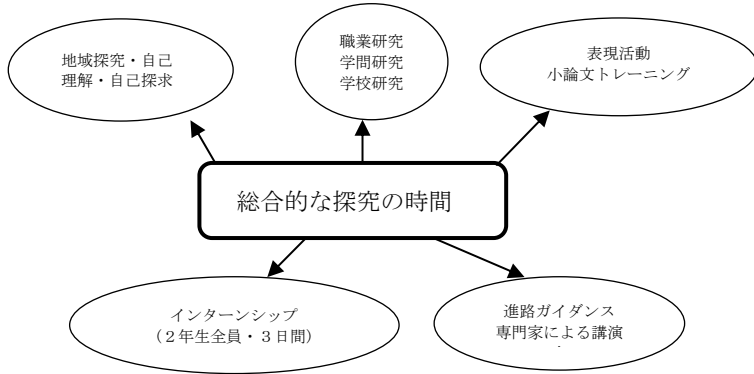 地域探究・自己
理解・自己探求
職業研究
学問研究
学校研究
表現活動
小論文トレーニング
総合的な探究の時間
インターンシップ
（２年生全員・３日間）
進路ガイダンス
専門家による講演